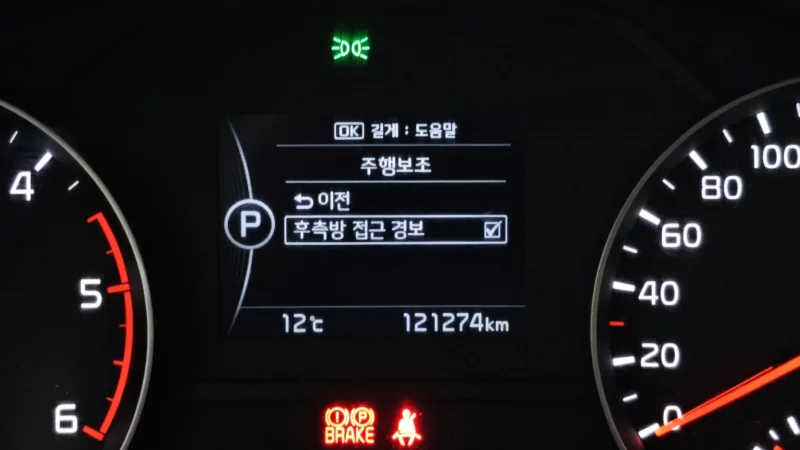 OK 길게 : 도움말
주행보조
이전
후측방 접근 경보
P
12℃ 121274km
4
5
6
100
80
60
40
20
0
(!) (P)
BRAKE